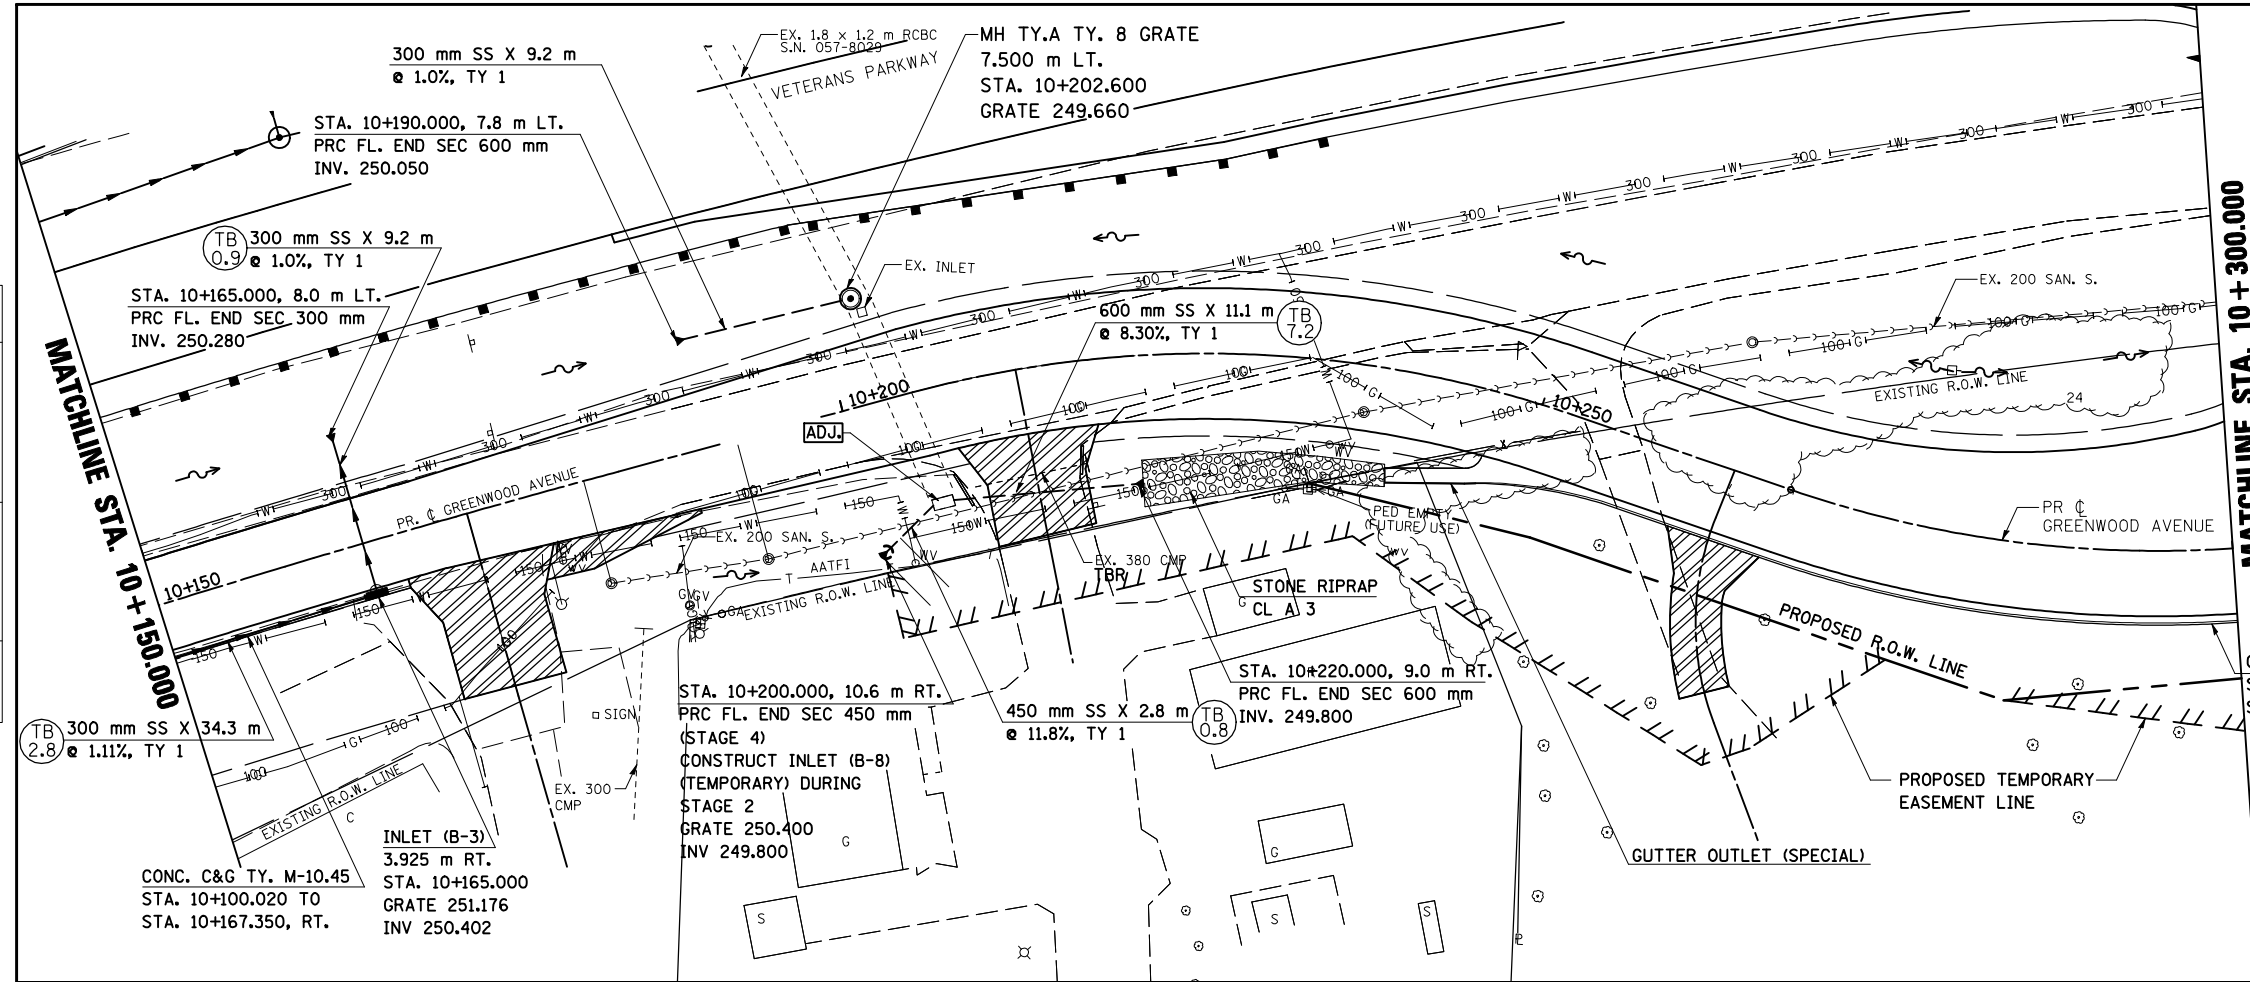 EX. 1.8 x 1.2 m RCBC
S.N. 057-8029
VETERANS PARKWAY
MH TY.A TY. 8 GRATE
7.500 m LT.
STA. 10+202.600
GRATE 249.660
300 mm SS X 9.2 m
@ 1.0%, TY 1
STA. 10+190.000, 7.8 m LT.
PRC FL. END SEC 600 mm
INV. 250.050
TB
0.9
300 mm SS X 9.2 m
@ 1.0%, TY 1
STA. 10+165.000, 8.0 m LT.
PRC FL. END SEC 300 mm
INV. 250.280
EX. INLET
600 mm SS X 11.1 m
@ 8.30%, TY 1
TB
7.2
EX. 200 SAN. S.
MATCHLINE STA. 10+300.000
MATCHLINE STA. 10+150.000
EXISTING R.O.W. LINE
24
10+200
10+250
ADJ.
PR. ℄ GREENWOOD AVENUE
10+150
EX. 200 SAN. S.
AATFI
T
EXISTING R.O.W. LINE
EX. 380 CMP
TBR
GA
GA
PED EMPTY
(FUTURE USE)
STONE RIPRAP
CL A 3
PR ℄
GREENWOOD AVENUE
PROPOSED R.O.W. LINE
STA. 10+220.000, 9.0 m RT.
PRC FL. END SEC 600 mm
INV. 249.800
STA. 10+200.000, 10.6 m RT.
PRC FL. END SEC 450 mm
(STAGE 4)
CONSTRUCT INLET (B-8)
(TEMPORARY) DURING
STAGE 2
GRATE 250.400
INV 249.800
450 mm SS X 2.8 m
@ 11.8%, TY 1
TB
0.8
SIGN
TB
2.8
300 mm SS X 34.3 m
@ 1.11%, TY 1
EX. 300
CMP
EXISTING R.O.W. LINE
C
PROPOSED TEMPORARY
EASEMENT LINE
GUTTER OUTLET (SPECIAL)
INLET (B-3)
3.925 m RT.
STA. 10+165.000
GRATE 251.176
INV 250.402
CONC. C&G TY. M-10.45
STA. 10+100.020 TO
STA. 10+167.350, RT.
G
G
G
S
S
S